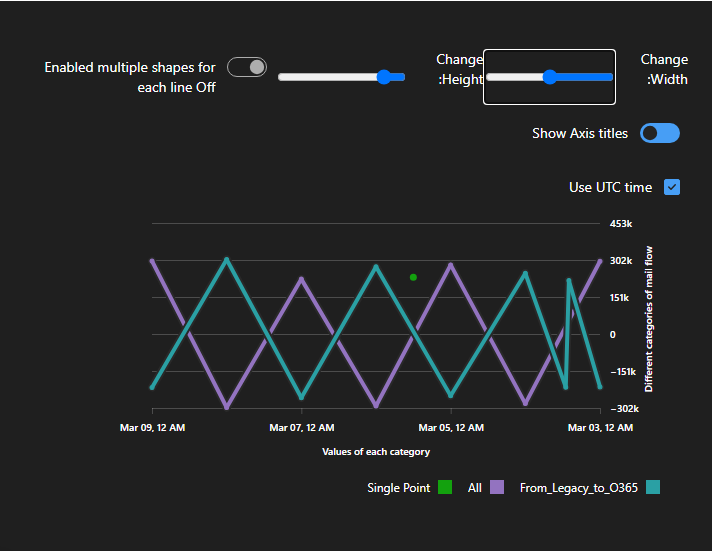 Enabled multiple shapes for
each line Off
Change
:Height
Change
:Width
Show Axis titles
Use UTC time
453k
302k
151k
0
−151k
−302k
Different categories of mail flow
Mar 09, 12 AM
Mar 07, 12 AM
Mar 05, 12 AM
Mar 03, 12 AM
Values of each category
Single Point
All
From_Legacy_to_O365